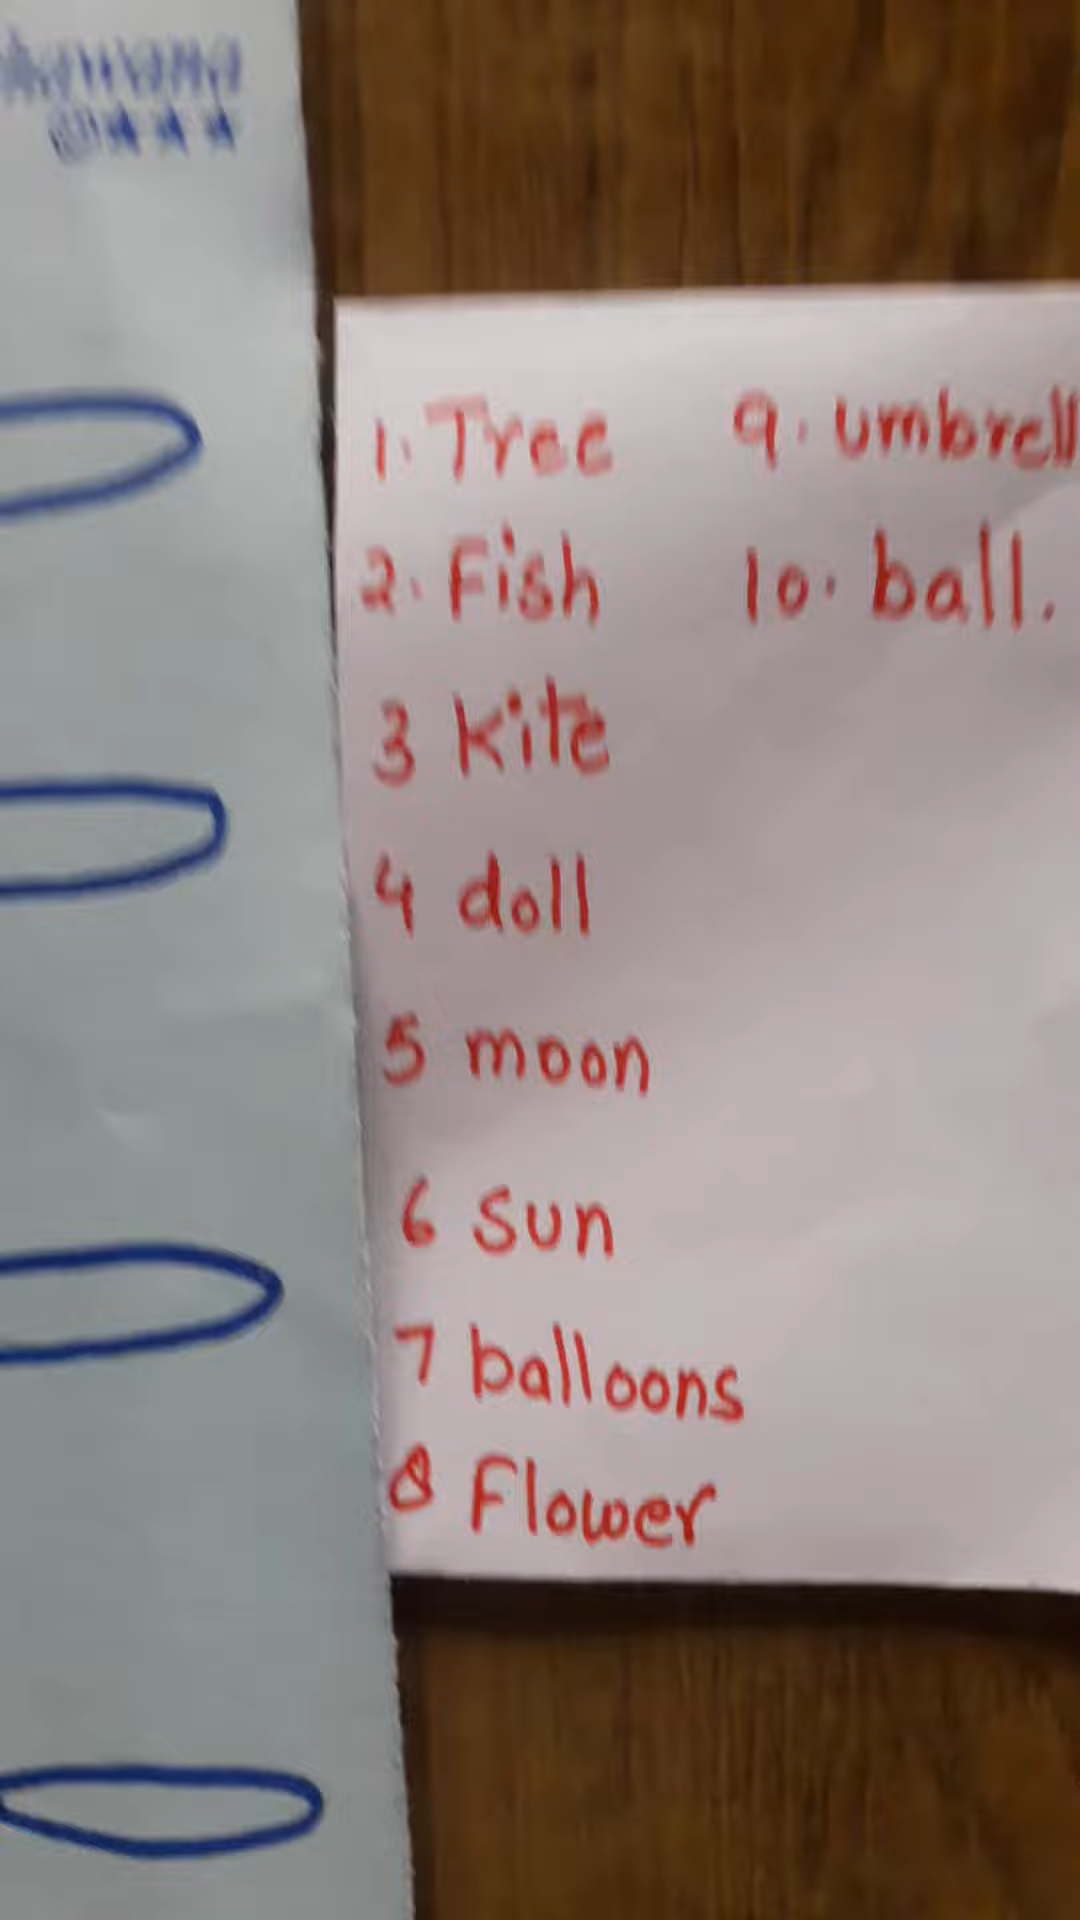 1. Tree
2. Fish
3 Kite
4 doll
5 moon
6 Sun
7 balloons
8 Flower
9. umbrell
10. ball.